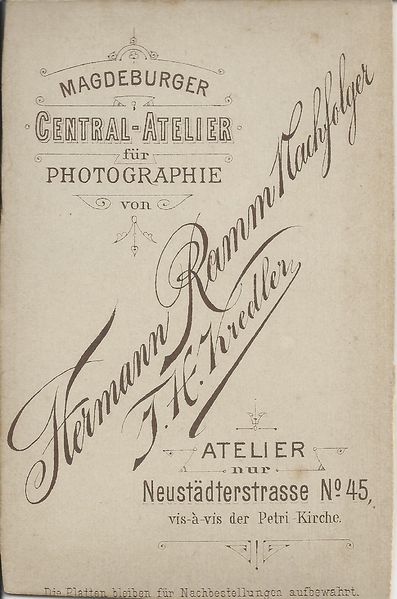 MAGDEBURGER
CENTRAL-ATELIER
für
PHOTOGRAPHIE
von
Hermann Ramm Nachfolger
F. H. Kredler
ATELIER
nur
Neustädterstrasse No 45,
vis-à-vis der Petri Kirche.
Die Platten bleiben für Nachbestellungen aufbewahrt.